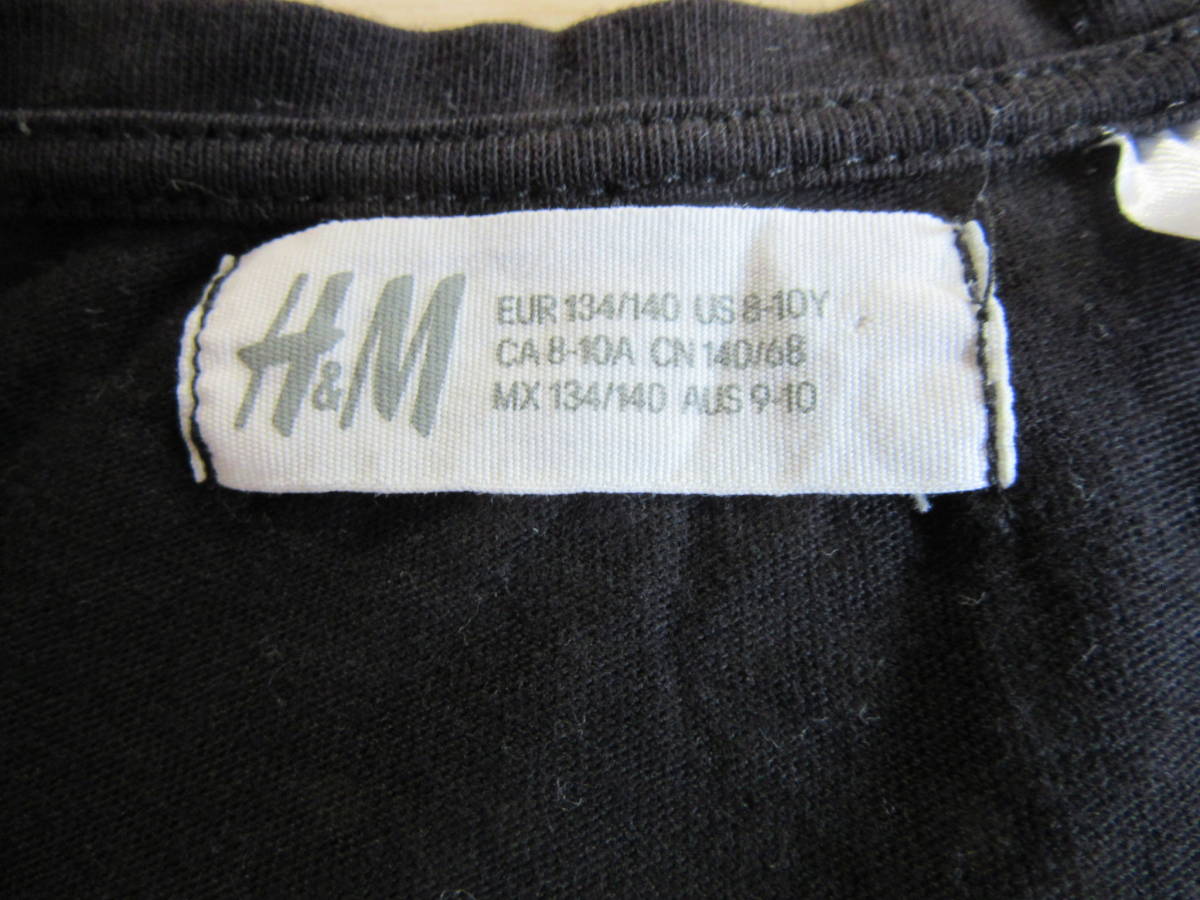 H&M
EUR 134/140 US 8-10Y
CA 8-10A CN 140/68
MX 134/140 AUS 9-10